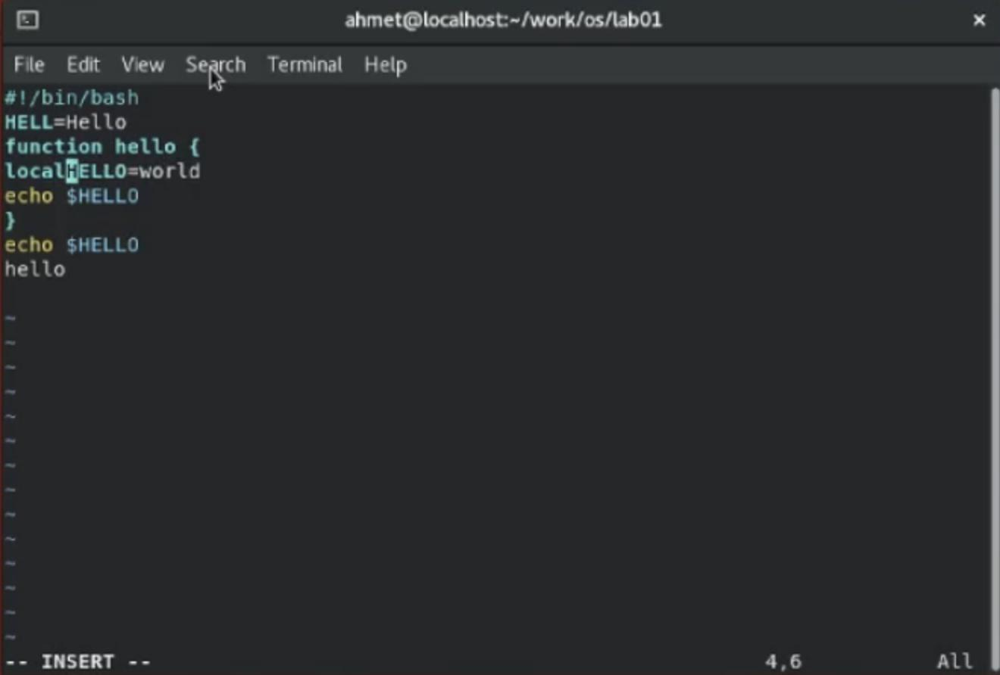 ahmet@localhost:~/work/os/lab01
File Edit View Search Terminal Help
#!/bin/bash
HELL=Hello
function hello {
localHELLO=world
echo $HELLO
}
echo $HELLO
hello
~
~
~
~
~
~
~
~
~
~
~
~
~
~
-- INSERT -- 4,6 All